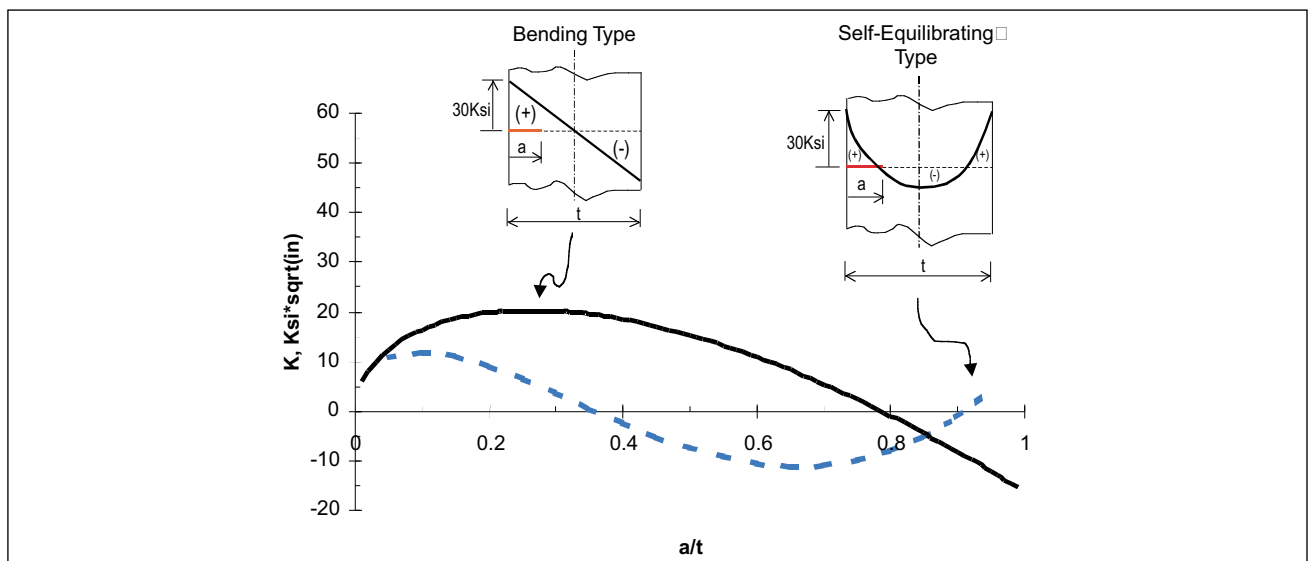 Bending Type
Self-Equilibrating□
Type
30Ksi
(+)
(-)
a
t
30Ksi
(+)
(-)
(+)
a
t
K, Ksi*sqrt(in)
60
50
40
30
20
10
0
-10
-20
0
0.2
0.4
0.6
0.8
1
a/t